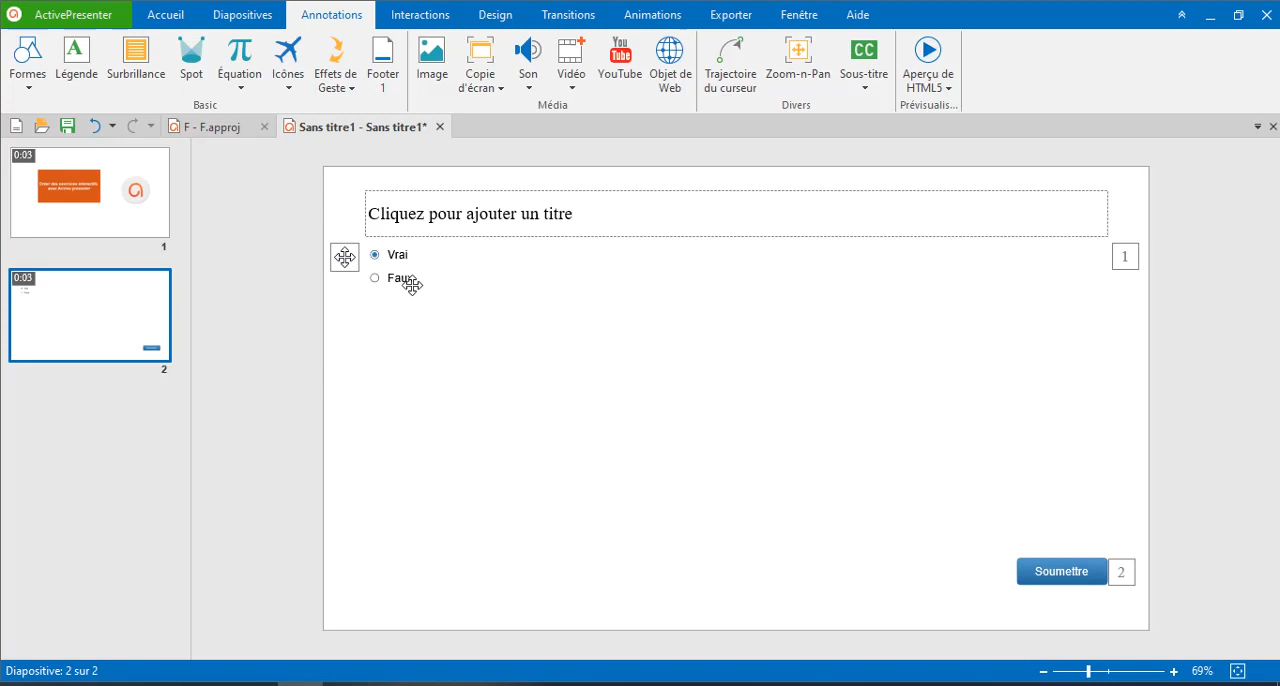 ActivePresenter Accueil Diapositives Annotations Interactions Design Transitions Animations Exporter Fenêtre Aide
Formes Légende Surbrillance Spot Équation Icônes Effets de Geste Footer 1 Image Copie d'écran Son Vidéo YouTube Objet de Web Trajectoire du curseur Zoom-n-Pan Sous-titre Aperçu de HTML5
Basic Média Divers Prévisualis...
F - F.approj Sans titre1 - Sans titre1*
0:03
1
0:03
2
Cliquez pour ajouter un titre
Vrai
1
Soumettre 2
Diapositive: 2 sur 2 69%